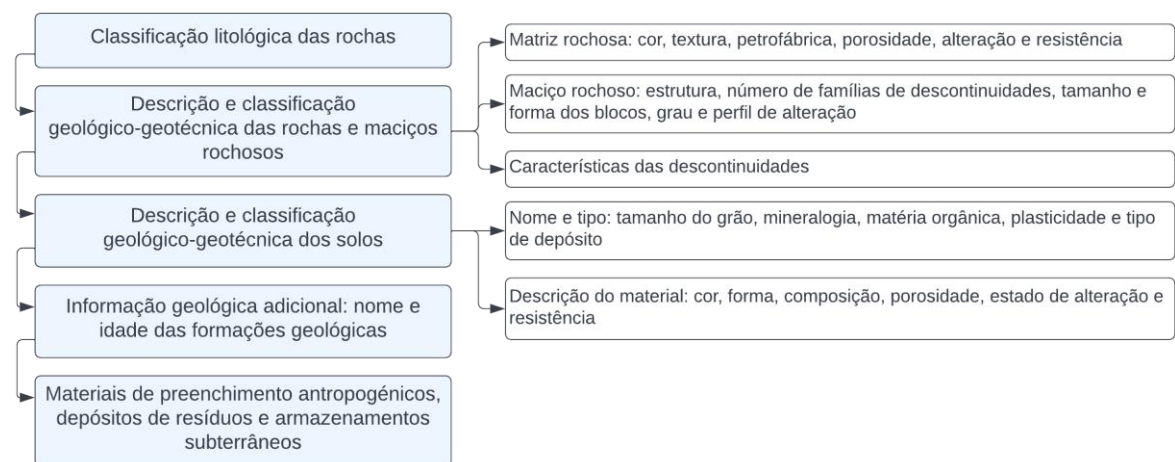 Classificação litológica das rochas
Descrição e classificação
geológico-geotécnica das rochas e maciços
rochosos
Matriz rochosa: cor, textura, petrofábrica, porosidade, alteração e resistência
Maciço rochoso: estrutura, número de famílias de descontinuidades, tamanho e
forma dos blocos, grau e perfil de alteração
Características das descontinuidades
Descrição e classificação
geológico-geotécnica dos solos
Nome e tipo: tamanho do grão, mineralogia, matéria orgânica, plasticidade e tipo
de depósito
Descrição do material: cor, forma, composição, porosidade, estado de alteração e
resistência
Informação geológica adicional: nome e
idade das formações geológicas
Materiais de preenchimento antropogénicos,
depósitos de resíduos e armazenamentos
subterrâneos